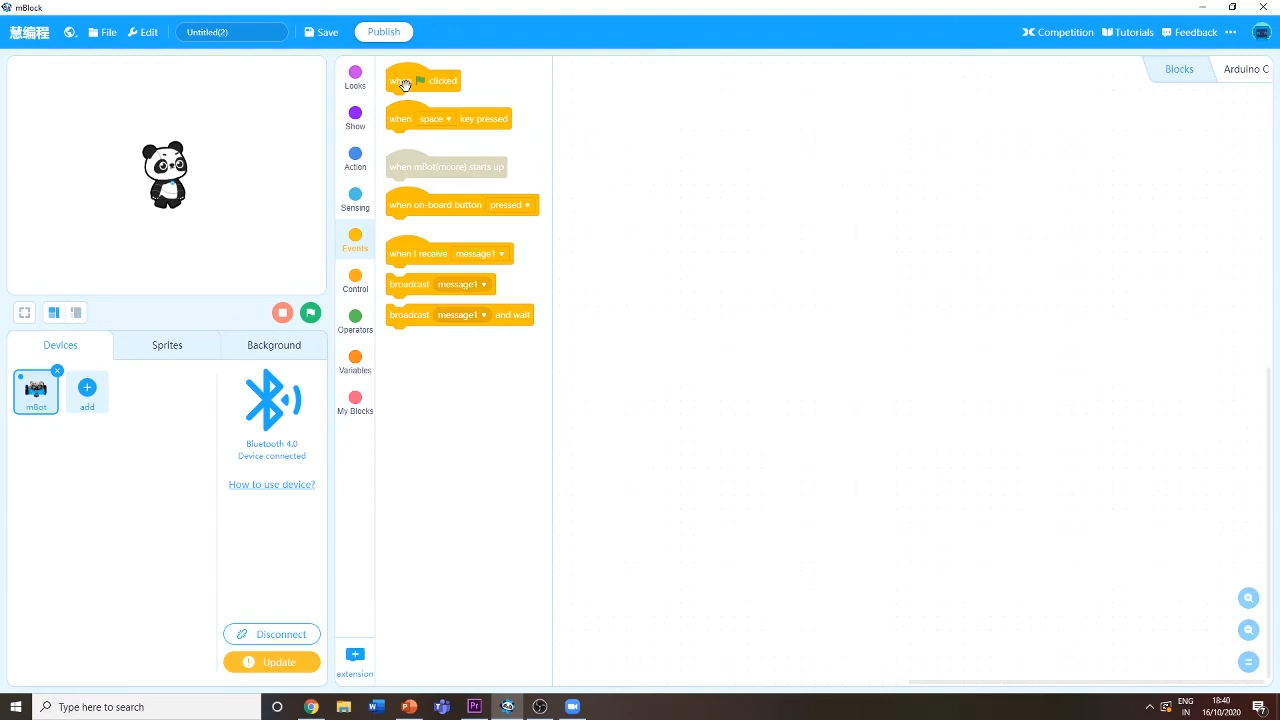 mBlock
慧编程 File Edit Untitled(2) Save Publish Competition Tutorials Feedback
Blocks Arduino C
Looks
Show
Action
Sensing
Events
Control
Operators
Variables
My Blocks
extension
when clicked
when space key pressed
when mBot(mcore) starts up
when on-board button pressed
when I receive message1
broadcast message1
broadcast message1 and wait
Devices Sprites Background
mBot add
Bluetooth 4.0
Device connected
How to use device?
Disconnect
Update
Type here to search
ENG
IN
18:40
16/10/2020